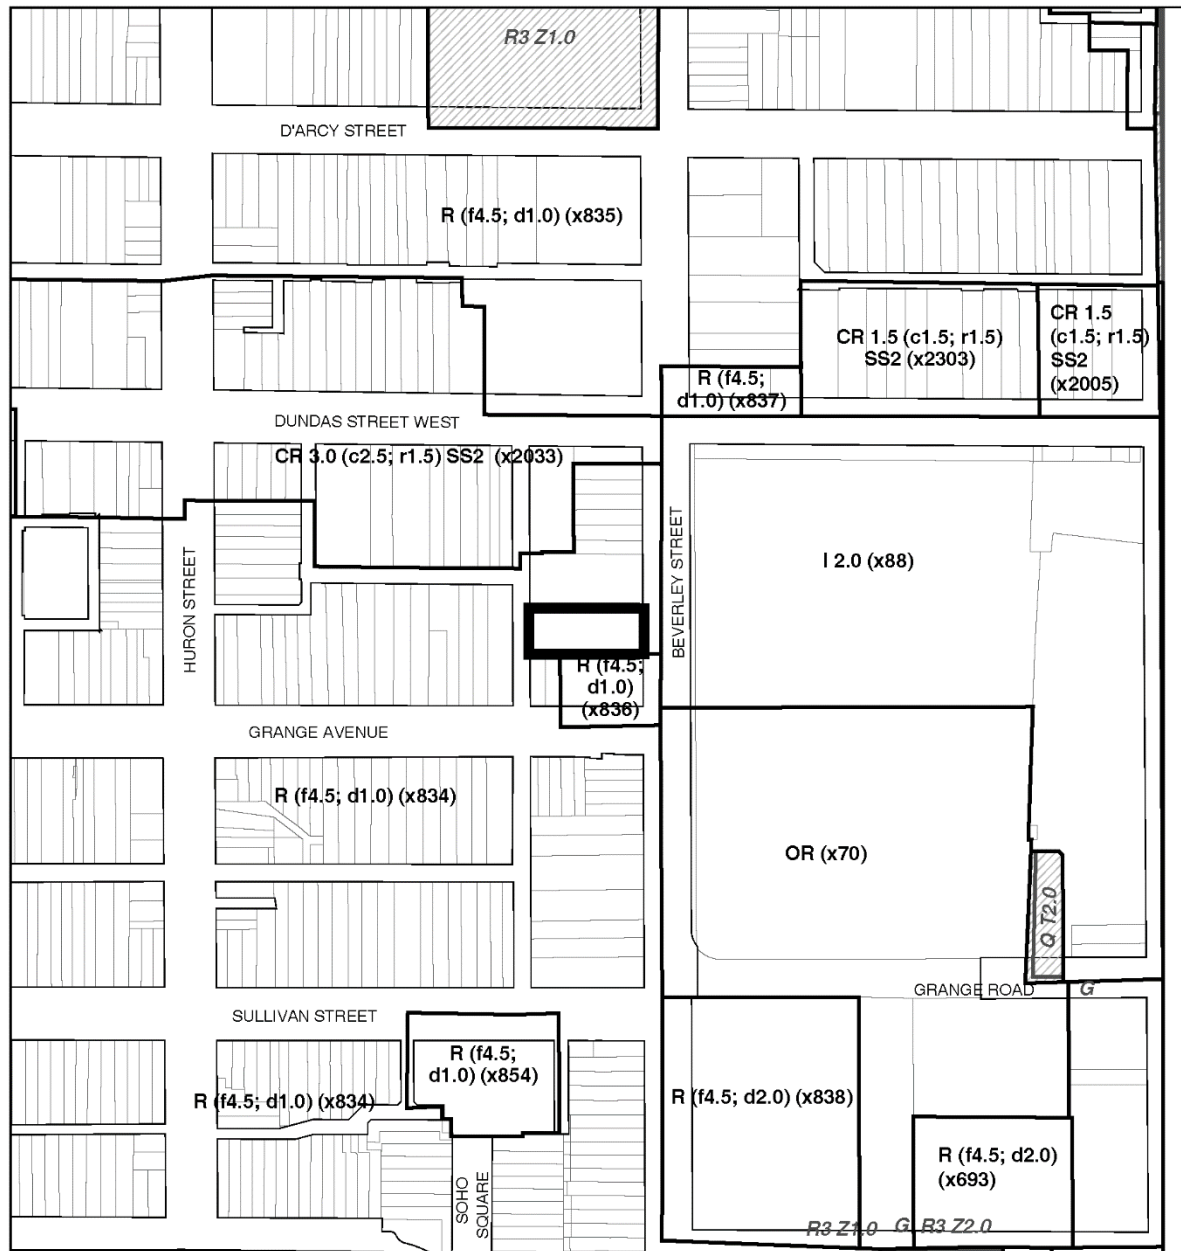 R3 Z1.0
D'ARCY STREET
R (f4.5; d1.0) (x835)
CR 1.5 (c1.5; r1.5)
SS2 (x2303)
CR 1.5
(c1.5; r1.5)
SS2
(x2005)
R (f4.5;
d1.0) (x837)
DUNDAS STREET WEST
CR 3.0 (c2.5; r1.5) SS2 (x2033)
HURON STREET
BEVERLEY STREET
I 2.0 (x88)
R (f4.5;
d1.0)
(x836)
GRANGE AVENUE
R (f4.5; d1.0) (x834)
OR (x70)
Q T2.0
GRANGE ROAD
G
SULLIVAN STREET
R (f4.5;
d1.0) (x854)
R (f4.5; d1.0) (x834)
R (f4.5; d2.0) (x838)
R (f4.5; d2.0)
(x693)
SOHO
SQUARE
R3 Z1.0
G
R3 Z2.0